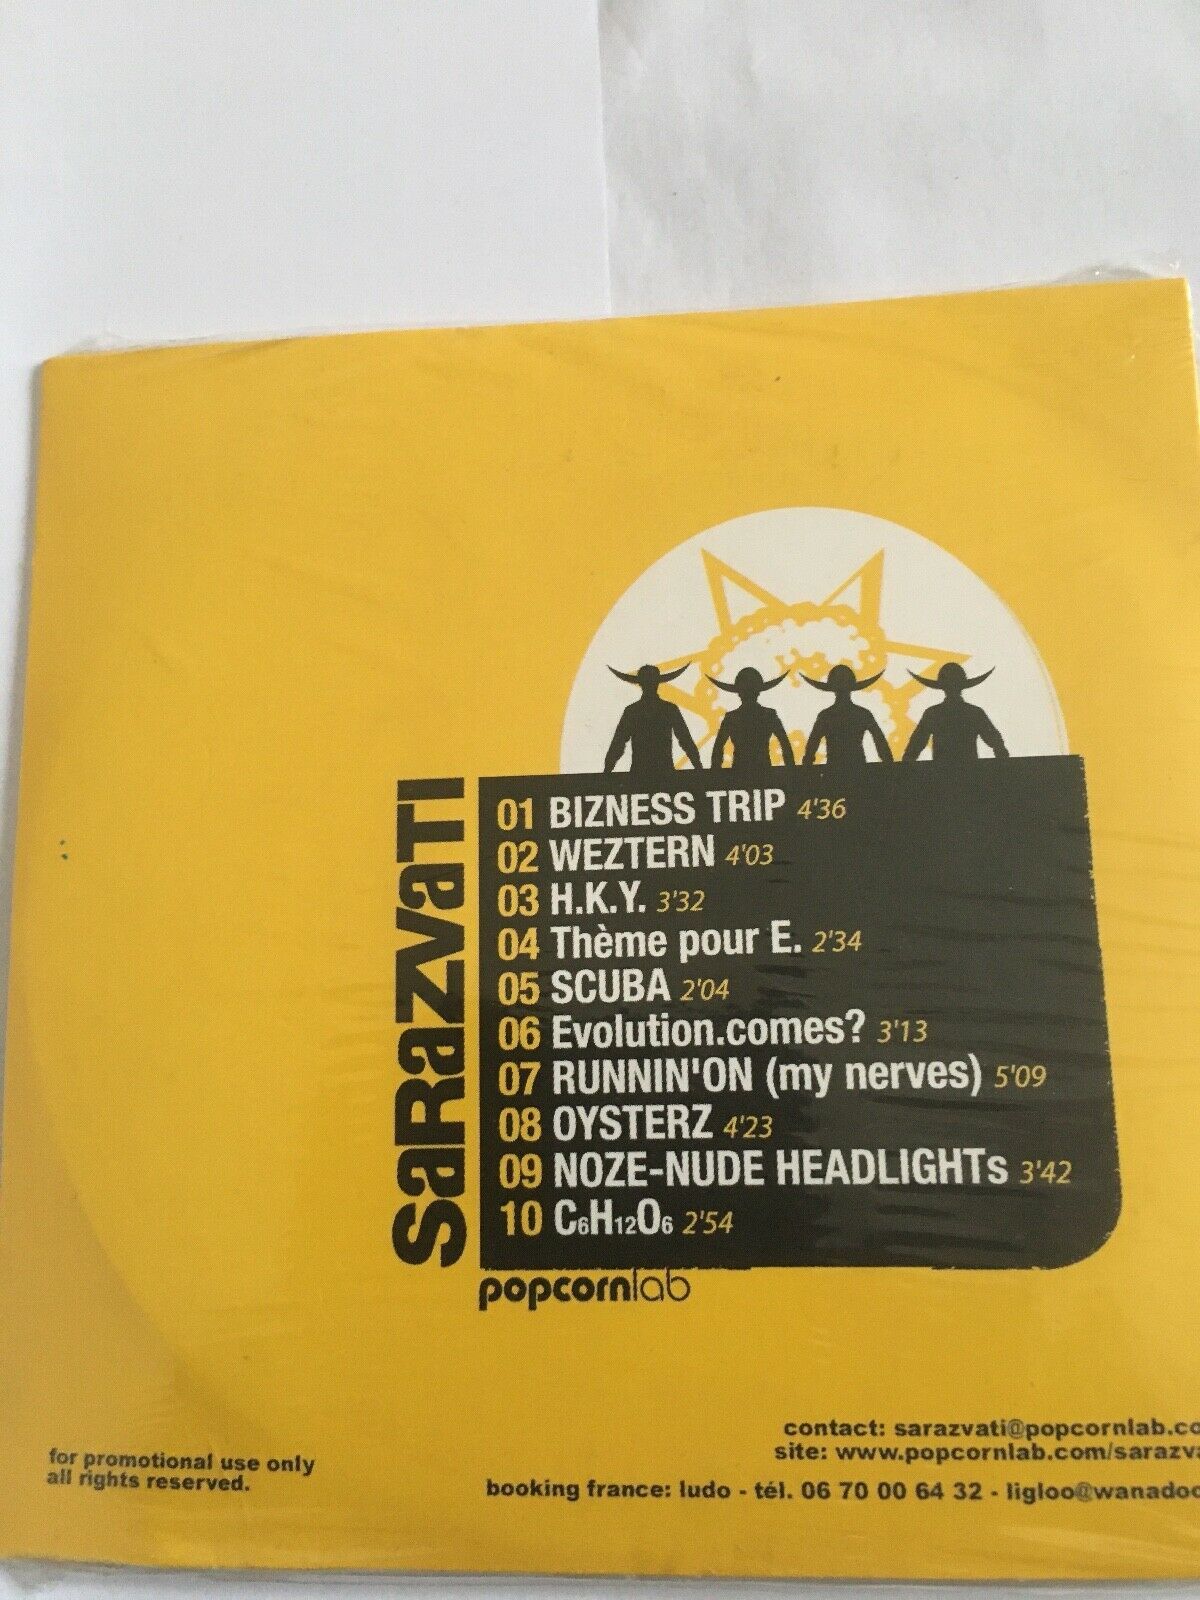 SaRaZVaTI
01 BIZNESS TRIP 4'36
02 WEZTERN 4'03
03 H.K.Y. 3'32
04 Thème pour E. 2'34
05 SCUBA 2'04
06 Evolution.comes? 3'13
07 RUNNIN'ON (my nerves) 5'09
08 OYSTERZ 4'23
09 NOZE-NUDE HEADLIGHTs 3'42
10 C₆H₁₂O₆ 2'54
popcornlab
for promotional use only
all rights reserved.
contact: sarazvati@popcornlab.co
site: www.popcornlab.com/sarazva
booking france: ludo - tél. 06 70 00 64 32 - ligloo@wanadoo